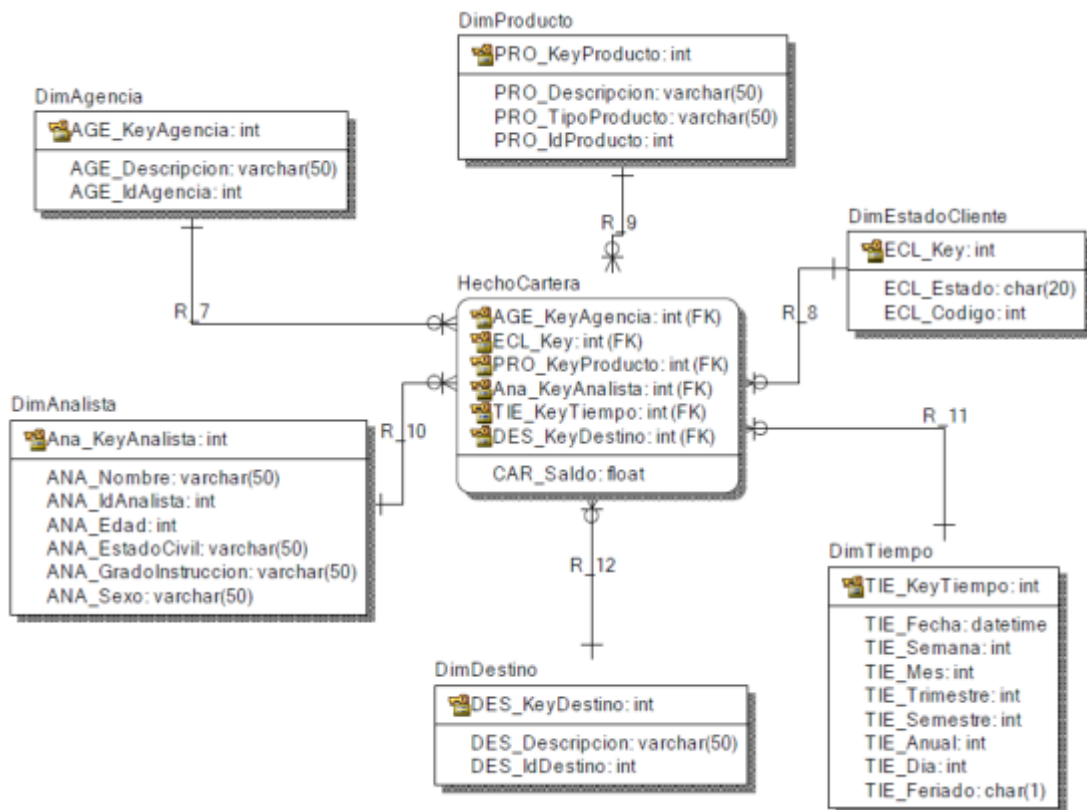 DimProducto
PRO_KeyProducto: int
PRO_Descripcion: varchar(50)
PRO_TipoProducto: varchar(50)
PRO_IdProducto: int
DimAgencia
AGE_KeyAgencia: int
AGE_Descripcion: varchar(50)
AGE_IdAgencia: int
R_9
DimEstadoCliente
ECL_Key: int
ECL_Estado: char(20)
ECL_Codigo: int
R_7
R_8
HechoCartera
AGE_KeyAgencia: int (FK)
ECL_Key: int (FK)
PRO_KeyProducto: int (FK)
Ana_KeyAnalista: int (FK)
TIE_KeyTiempo: int (FK)
DES_KeyDestino: int (FK)
CAR_Saldo: float
DimAnalista
Ana_KeyAnalista: int
ANA_Nombre: varchar(50)
ANA_IdAnalista: int
ANA_Edad: int
ANA_EstadoCivil: varchar(50)
ANA_GradoInstruccion: varchar(50)
ANA_Sexo: varchar(50)
R_10
R_11
R_12
DimTiempo
TIE_KeyTiempo: int
TIE_Fecha: datetime
TIE_Semana: int
TIE_Mes: int
TIE_Trimestre: int
TIE_Semestre: int
TIE_Anual: int
TIE_Dia: int
TIE_Feriado: char(1)
DimDestino
DES_KeyDestino: int
DES_Descripcion: varchar(50)
DES_IdDestino: int